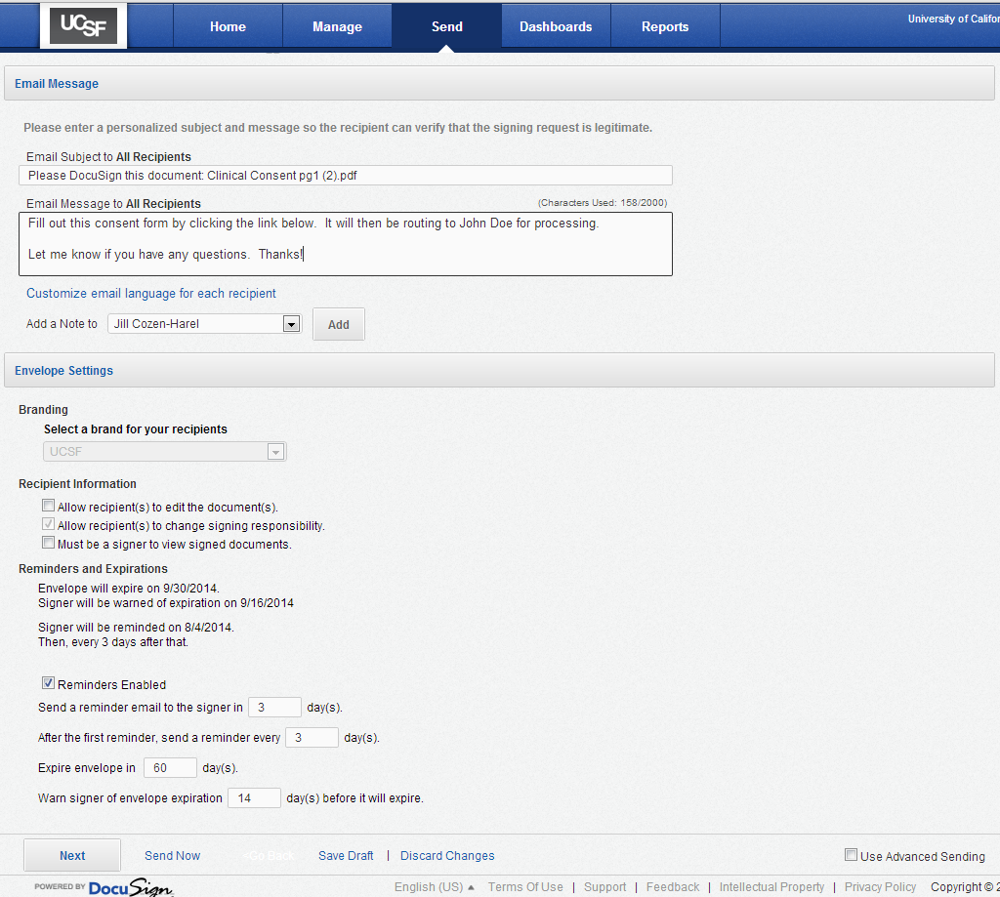 UCSF
Home Manage Send Dashboards Reports
University of Califor
Email Message
Please enter a personalized subject and message so the recipient can verify that the signing request is legitimate.
Email Subject to All Recipients
Please DocuSign this document: Clinical Consent pg1 (2).pdf
Email Message to All Recipients (Characters Used: 158/2000)
Fill out this consent form by clicking the link below. It will then be routing to John Doe for processing.
Let me know if you have any questions. Thanks!
Customize email language for each recipient
Add a Note to Jill Cozen-Harel Add
Envelope Settings
Branding
Select a brand for your recipients
UCSF
Recipient Information
Allow recipient(s) to edit the document(s).
Allow recipient(s) to change signing responsibility.
Must be a signer to view signed documents.
Reminders and Expirations
Envelope will expire on 9/30/2014.
Signer will be warned of expiration on 9/16/2014
Signer will be reminded on 8/4/2014.
Then, every 3 days after that.
Reminders Enabled
Send a reminder email to the signer in 3 day(s).
After the first reminder, send a reminder every 3 day(s).
Expire envelope in 60 day(s).
Warn signer of envelope expiration 14 day(s) before it will expire.
Next Send Now Go Back Save Draft | Discard Changes Use Advanced Sending
POWERED BY DocuSign English (US) Terms Of Use | Support | Feedback | Intellectual Property | Privacy Policy Copyright © 2